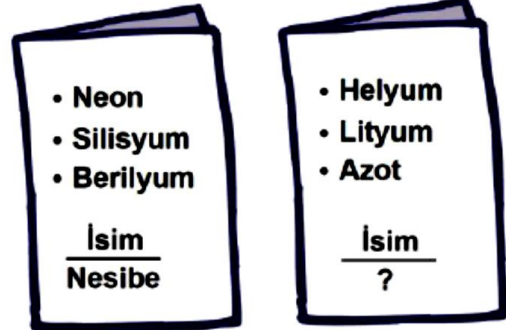 • Neon
• Silisyum
• Berilyum
İsim
Nesibe
• Helyum
• Lityum
• Azot
İsim
?